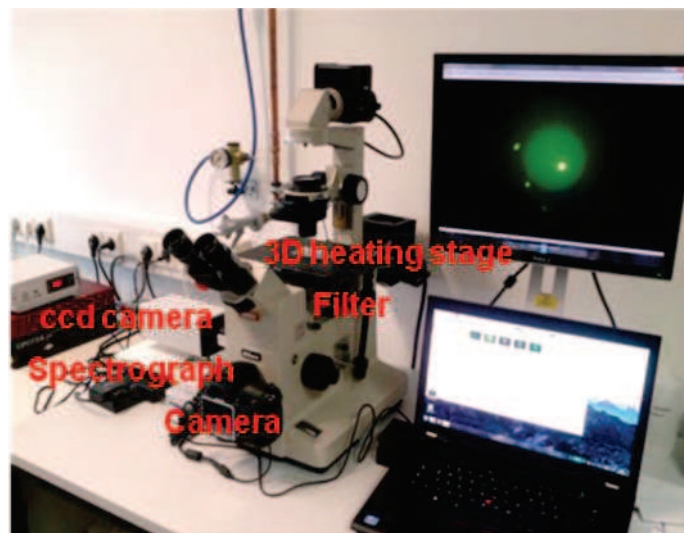 3D heating stage
Filter
ccd camera
Spectrograph
Camera